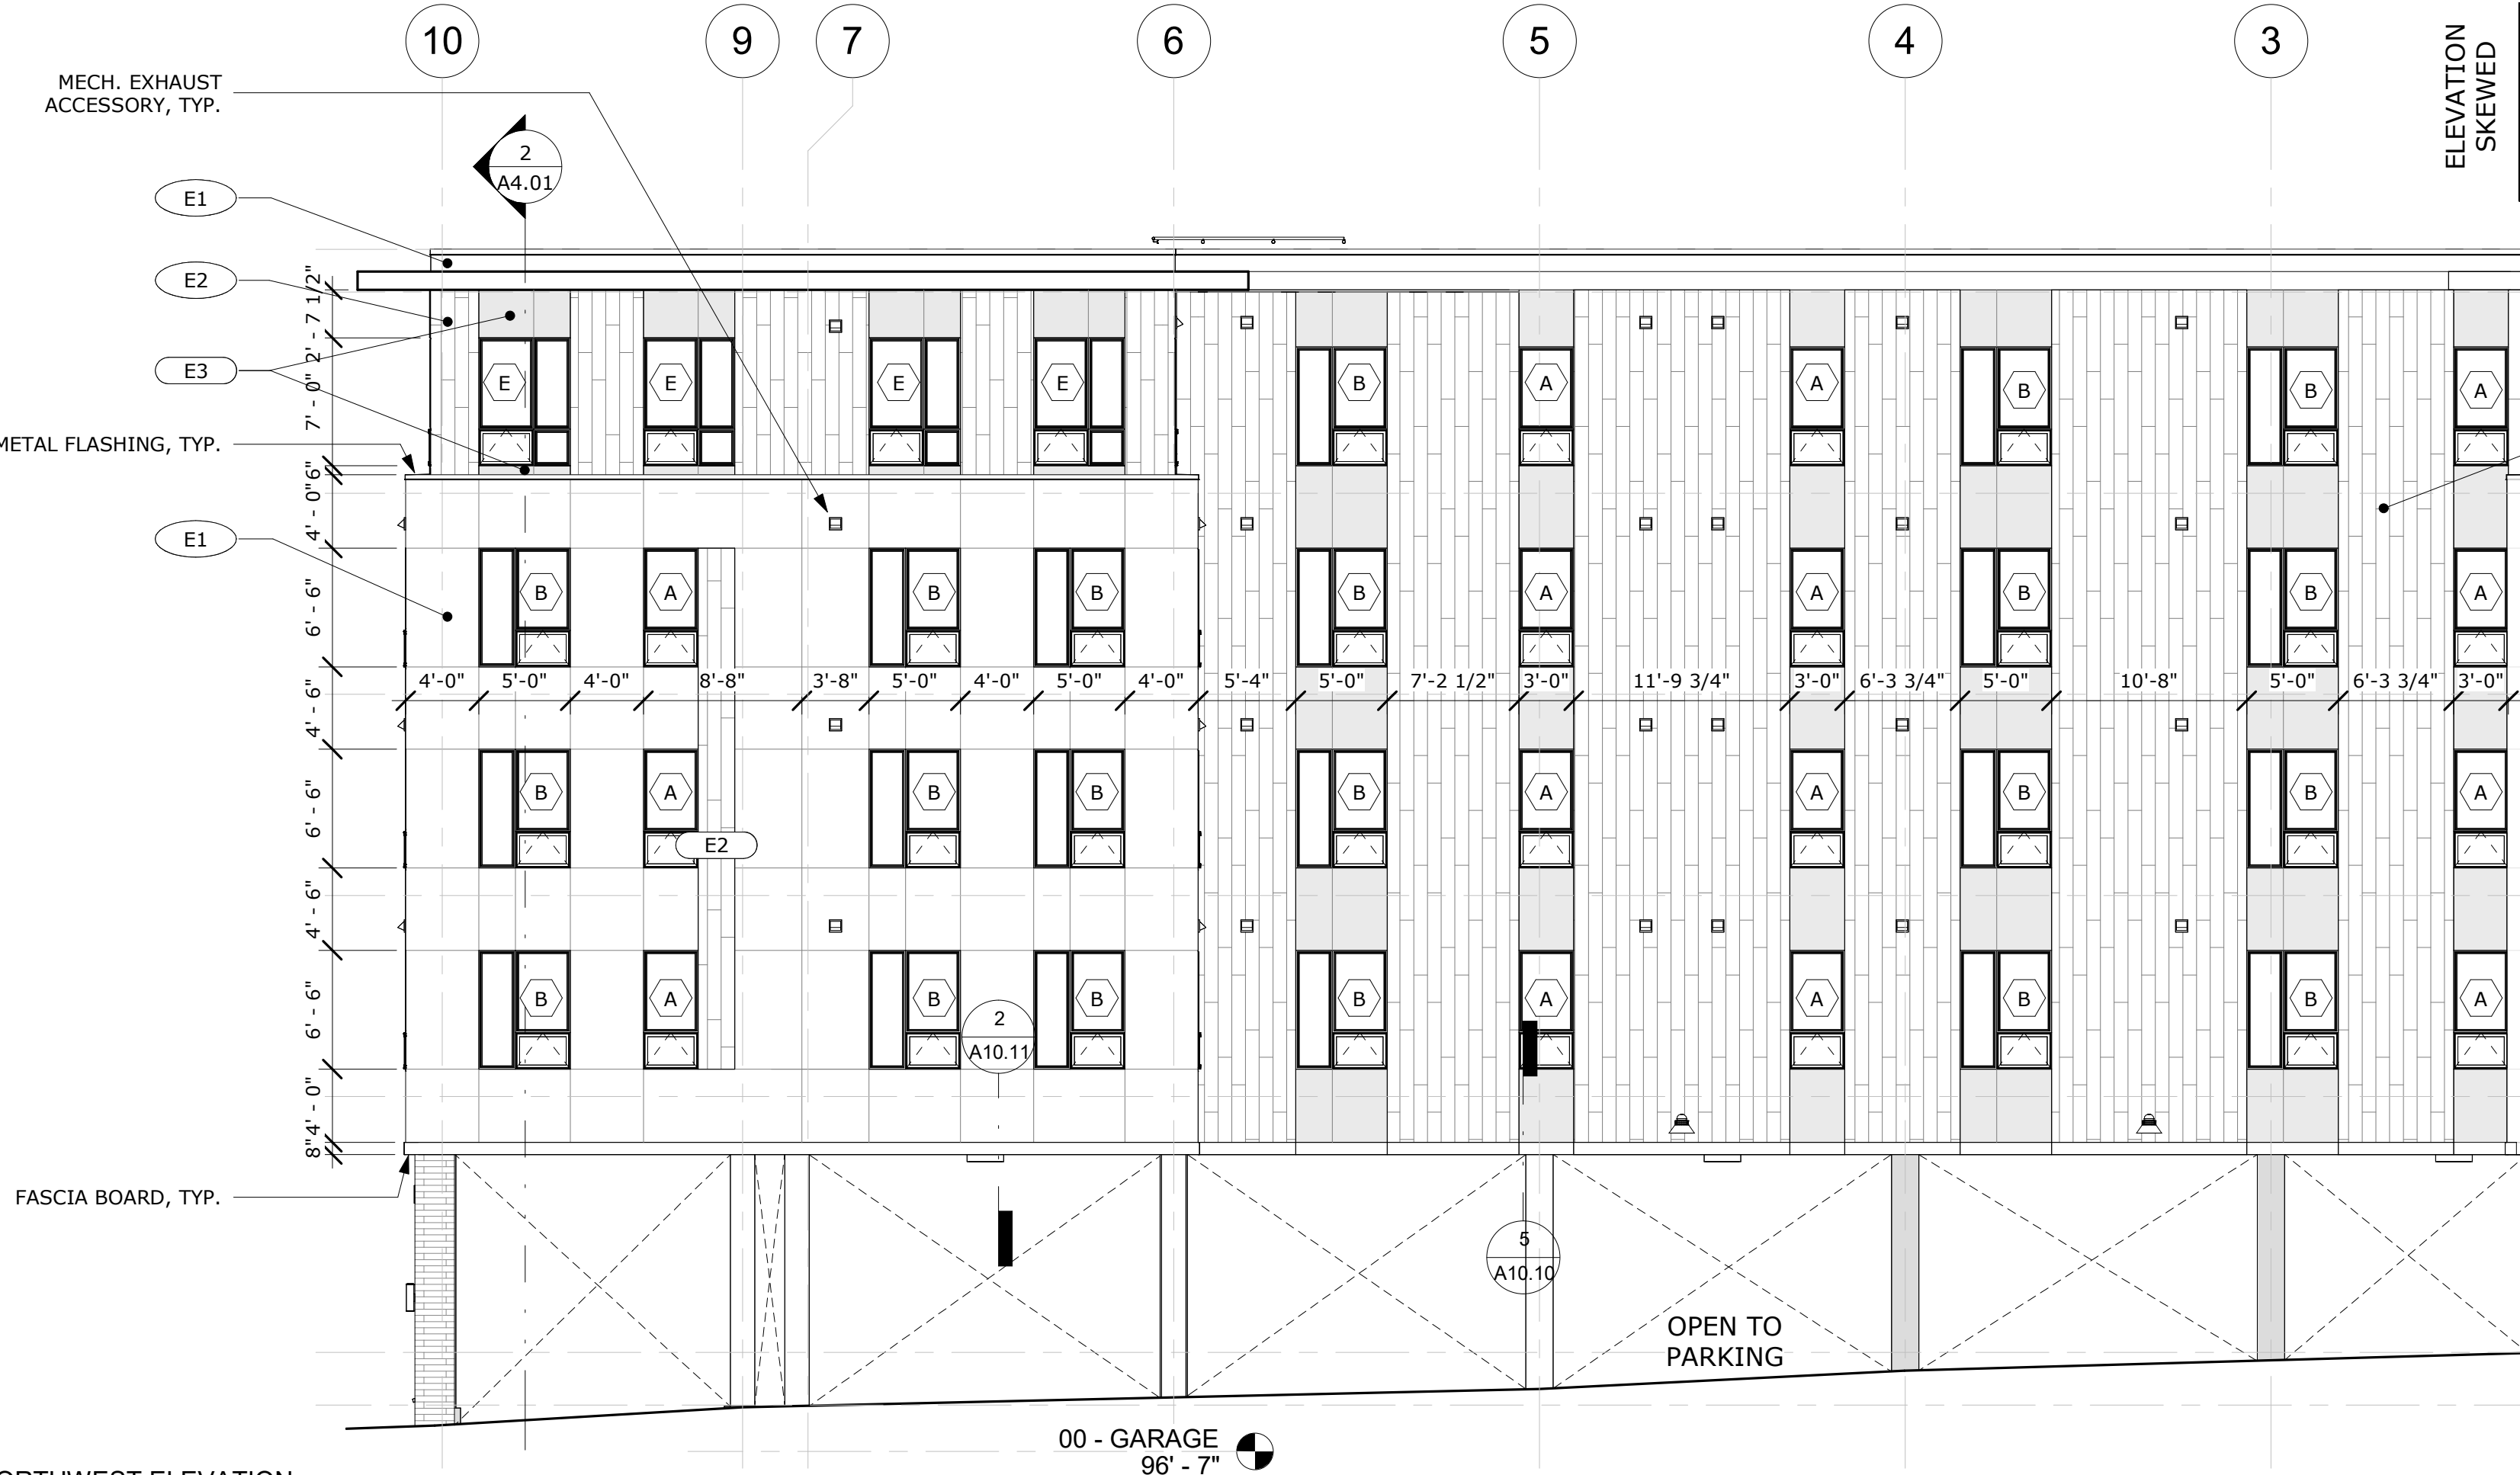 10
9
7
6
5
4
3
ELEVATION
SKEWED
MECH. EXHAUST
ACCESSORY, TYP.
2
A4.01
E1
E2
E3
METAL FLASHING, TYP.
E1
2' - 7 1/2"
7' - 0"
6"
4' - 0"
6' - 6"
4' - 6"
6' - 6"
4' - 6"
6' - 6"
4' - 0"
8"
E
E
E
E
B
A
A
B
B
A
B
A
B
B
B
A
A
B
B
A
4'-0"
5'-0"
4'-0"
8'-8"
3'-8"
5'-0"
4'-0"
5'-0"
4'-0"
5'-4"
5'-0"
7'-2 1/2"
3'-0"
11'-9 3/4"
3'-0"
6'-3 3/4"
5'-0"
10'-8"
5'-0"
6'-3 3/4"
3'-0"
B
A
B
B
B
A
A
B
B
A
E2
B
A
B
B
B
A
A
B
B
A
2
A10.11
FASCIA BOARD, TYP.
5
A10.10
OPEN TO
PARKING
00 - GARAGE
96' - 7"